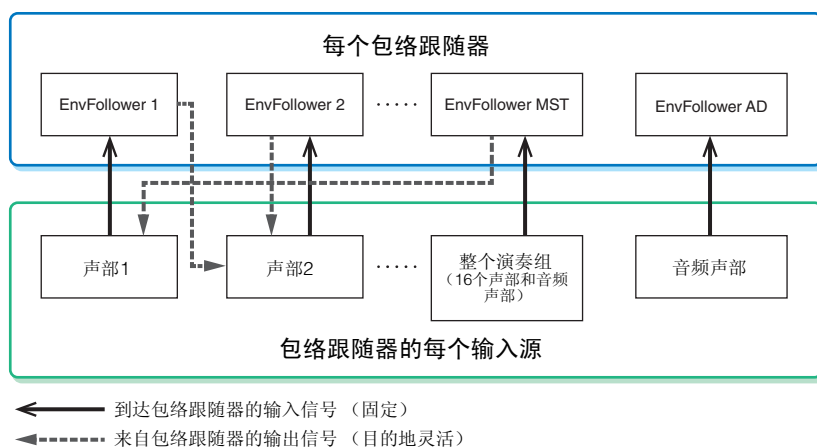 每个包络跟随器
EnvFollower 1
EnvFollower 2
·····
EnvFollower MST
EnvFollower AD
声部1
声部2
·····
整个演奏组
（16个声部和音频
声部）
音频声部
包络跟随器的每个输入源
到达包络跟随器的输入信号 （固定）
来自包络跟随器的输出信号 （目的地灵活）